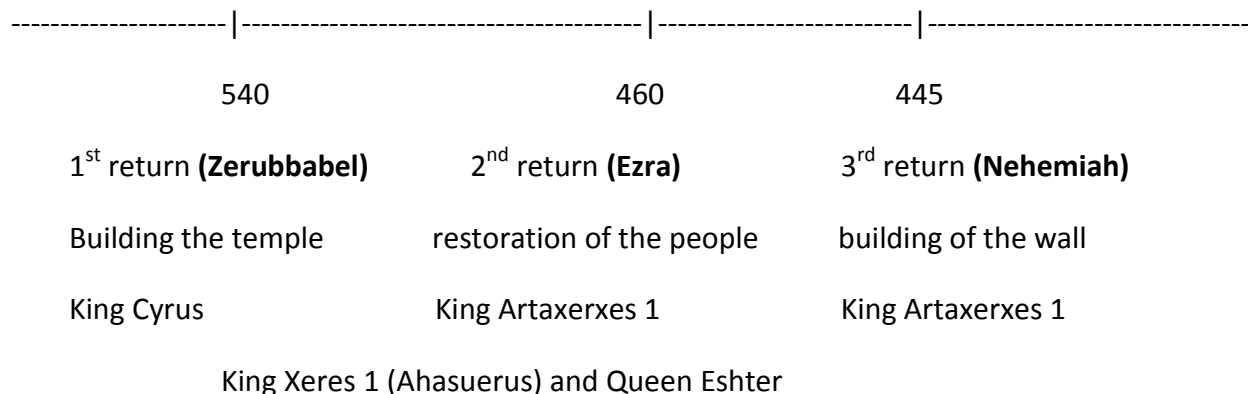 ---------------------|---------------------------------------|-------------------------|-------------------------------
540 460 445
1st return (Zerubbabel) 2nd return (Ezra) 3rd return (Nehemiah)
Building the temple restoration of the people building of the wall
King Cyrus King Artaxerxes 1 King Artaxerxes 1
King Xeres 1 (Ahasuerus) and Queen Eshter